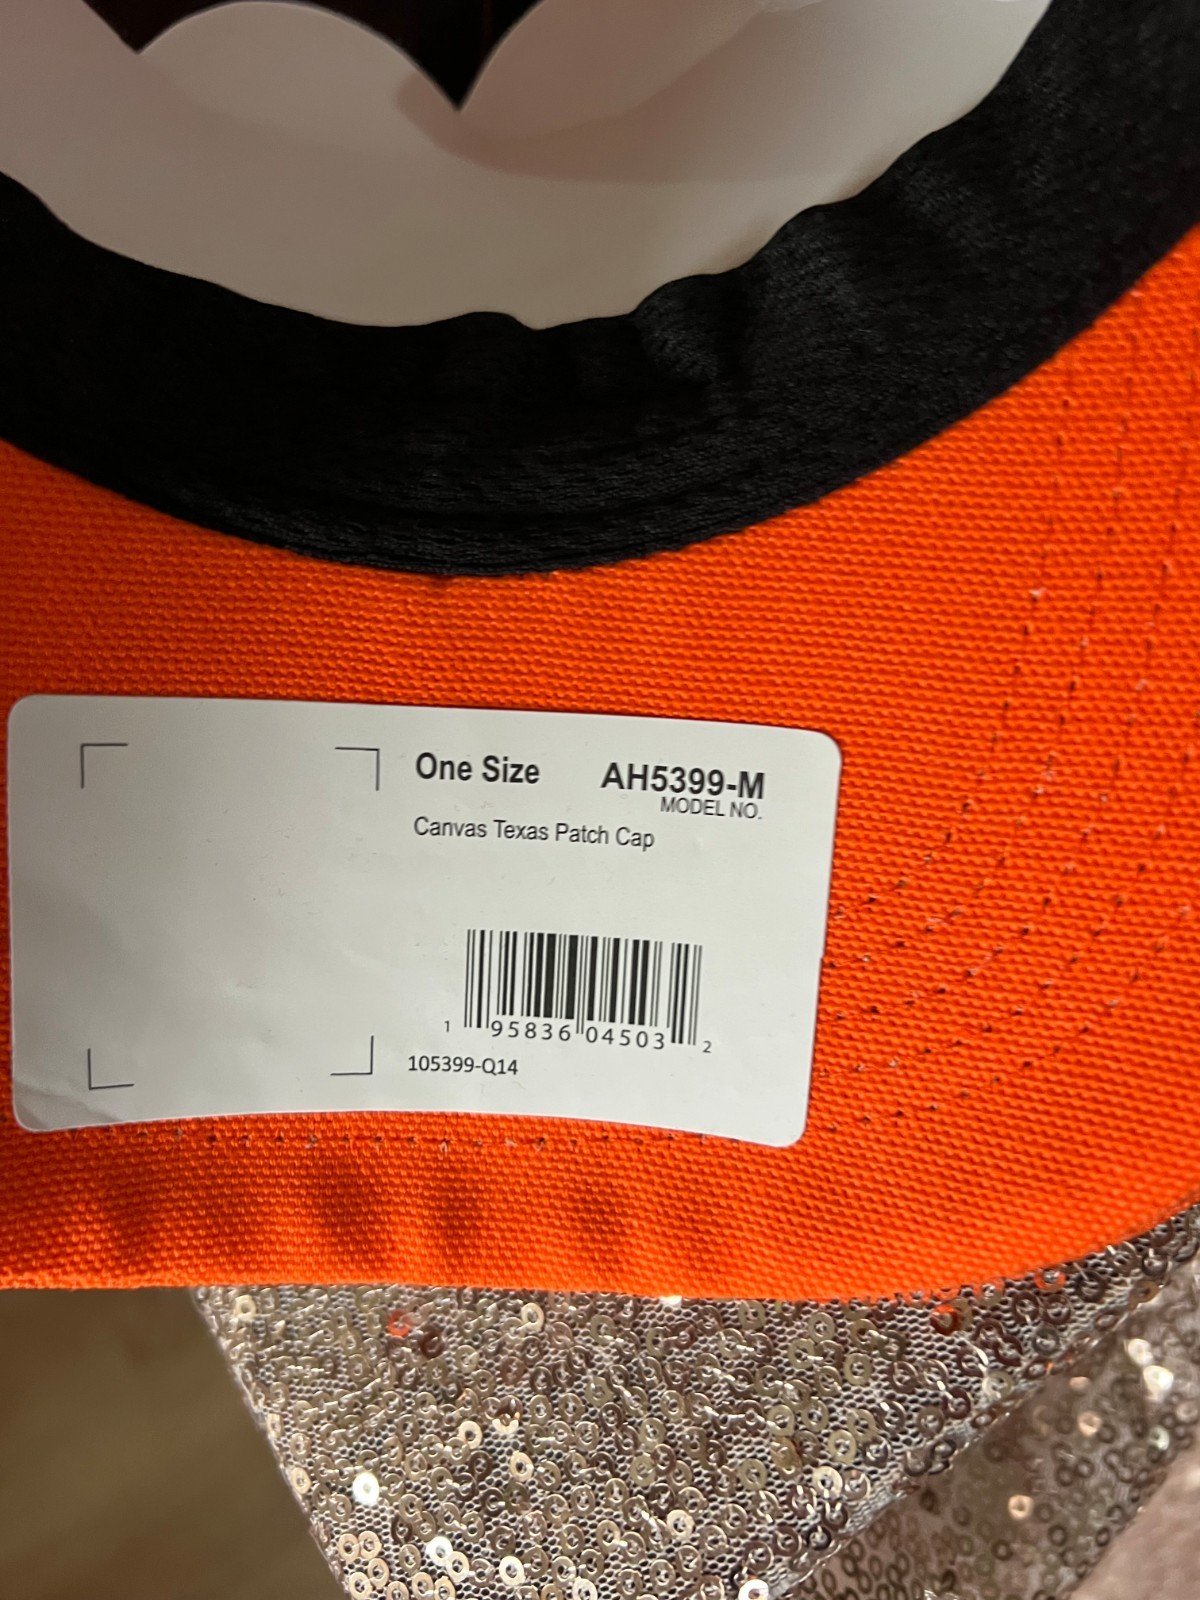 One Size AH5399-M
MODEL NO.
Canvas Texas Patch Cap
1 95836 04503 2
105399-Q14